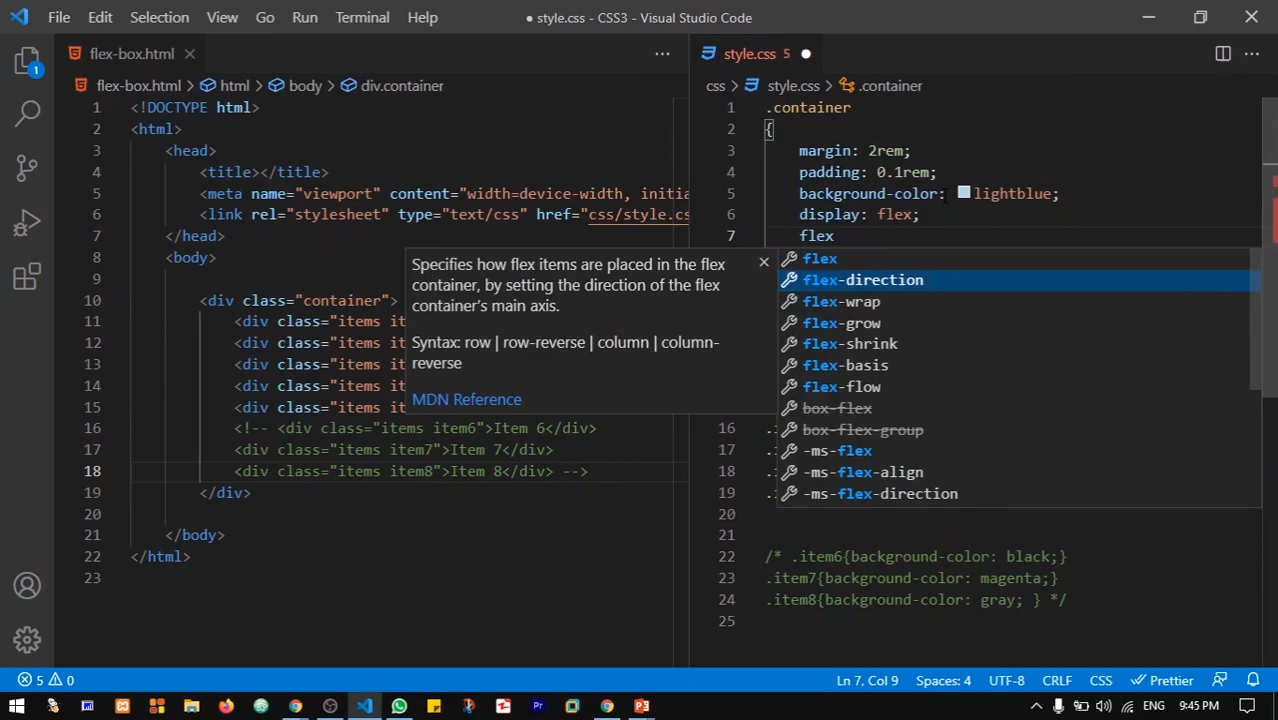 File Edit Selection View Go Run Terminal Help
● style.css - CSS3 - Visual Studio Code
flex-box.html
style.css 5
flex-box.html > html > body > div.container
css > style.css > .container
1
1 <!DOCTYPE html>
2 <html>
3 <head>
4 <title></title>
5 <meta name="viewport" content="width=device-width, initia
6 <link rel="stylesheet" type="text/css" href="css/style.cs
7 </head>
8 <body>
9
10 <div class="container">
11 <div class="items it
12 <div class="items it
13 <div class="items it
14 <div class="items it
15 <div class="items it
16 <!-- <div class="items item6">Item 6</div>
17 <div class="items item7">Item 7</div>
18 <div class="items item8">Item 8</div> -->
19 </div>
20
21 </body>
22 </html>
23
Specifies how flex items are placed in the flex
container, by setting the direction of the flex
container's main axis.
Syntax: row | row-reverse | column | column-
reverse
MDN Reference
1 .container
2 {
3 margin: 2rem;
4 padding: 0.1rem;
5 background-color: lightblue;
6 display: flex;
7 flex
flex
flex-direction
flex-wrap
flex-grow
flex-shrink
flex-basis
flex-flow
box-flex
box-flex-group
-ms-flex
-ms-flex-align
-ms-flex-direction
16 .
17 .
18 .
19 .
20
21
22 /* .item6{background-color: black;}
23 .item7{background-color: magenta;}
24 .item8{background-color: gray; } */
25
5 0
Ln 7, Col 9 Spaces: 4 UTF-8 CRLF CSS Prettier
ENG 9:45 PM